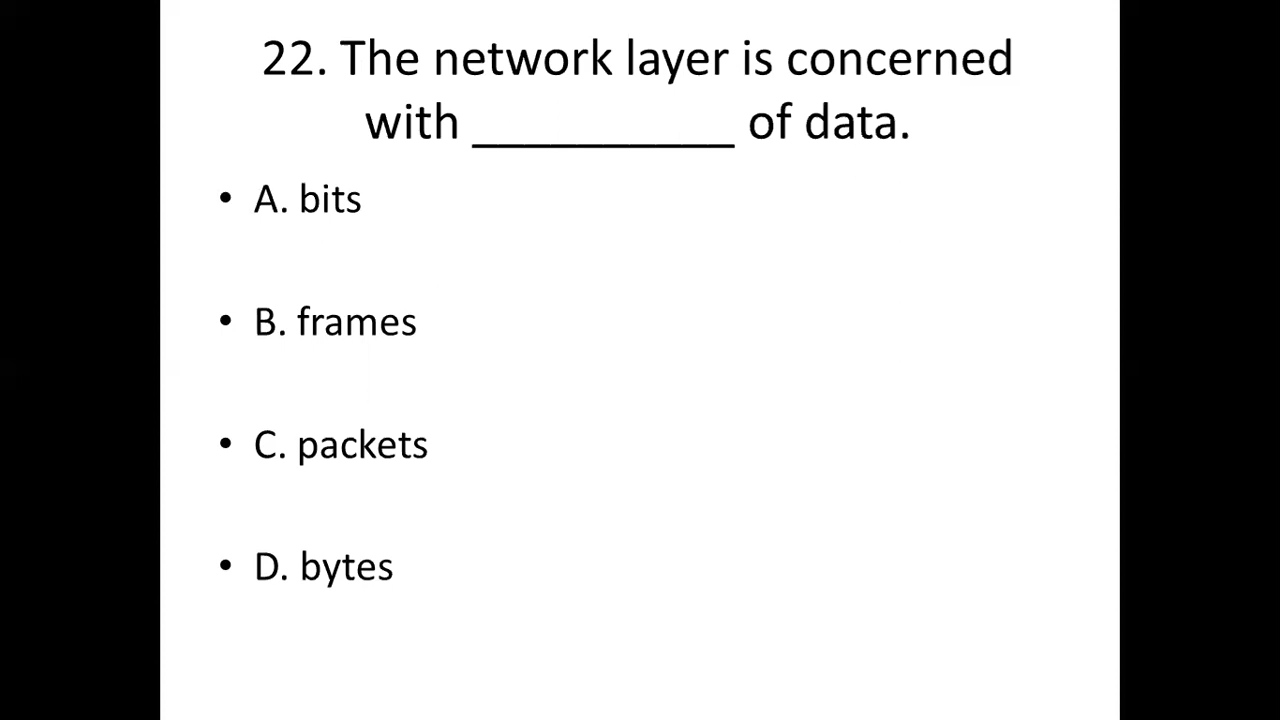 22. The network layer is concerned
with __________ of data.
• A. bits
• B. frames
• C. packets
• D. bytes